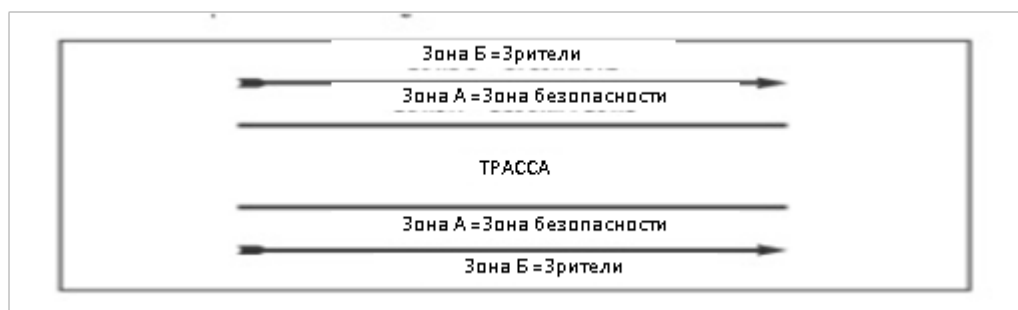 Зона Б =Зрители
Зона А =Зона безопасности
ТРАССА
Зона А =Зона безопасности
Зона Б =Зрители